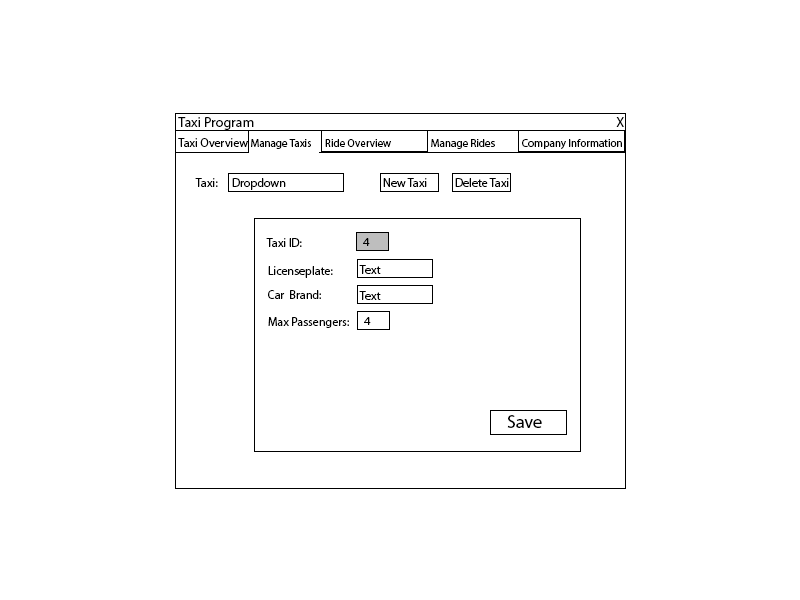 Taxi Program X
Taxi Overview Manage Taxis Ride Overview Manage Rides Company Information
Taxi: Dropdown New Taxi Delete Taxi
Taxi ID: 4
Licenseplate: Text
Car Brand: Text
Max Passengers: 4
Save